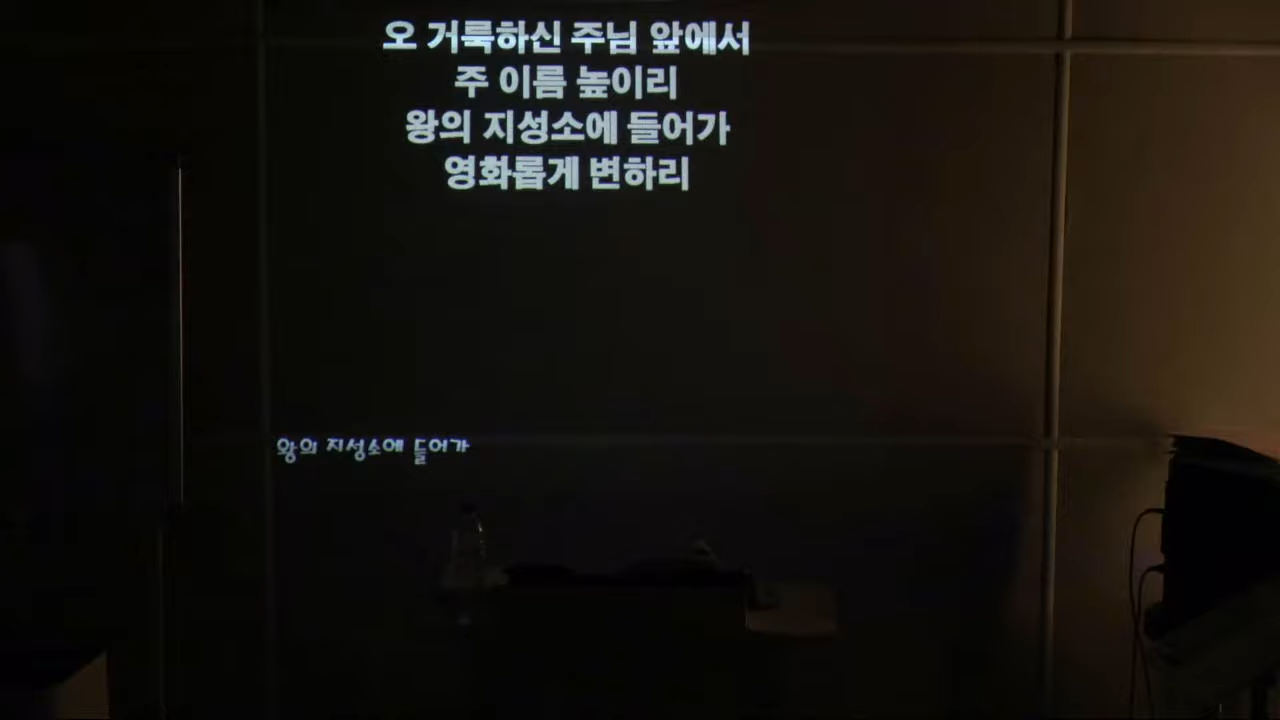 오 거룩하신 주님 앞에서
주 이름 높이리
왕의 지성소에 들어가
영화롭게 변하리
왕의 지성소에 들어가